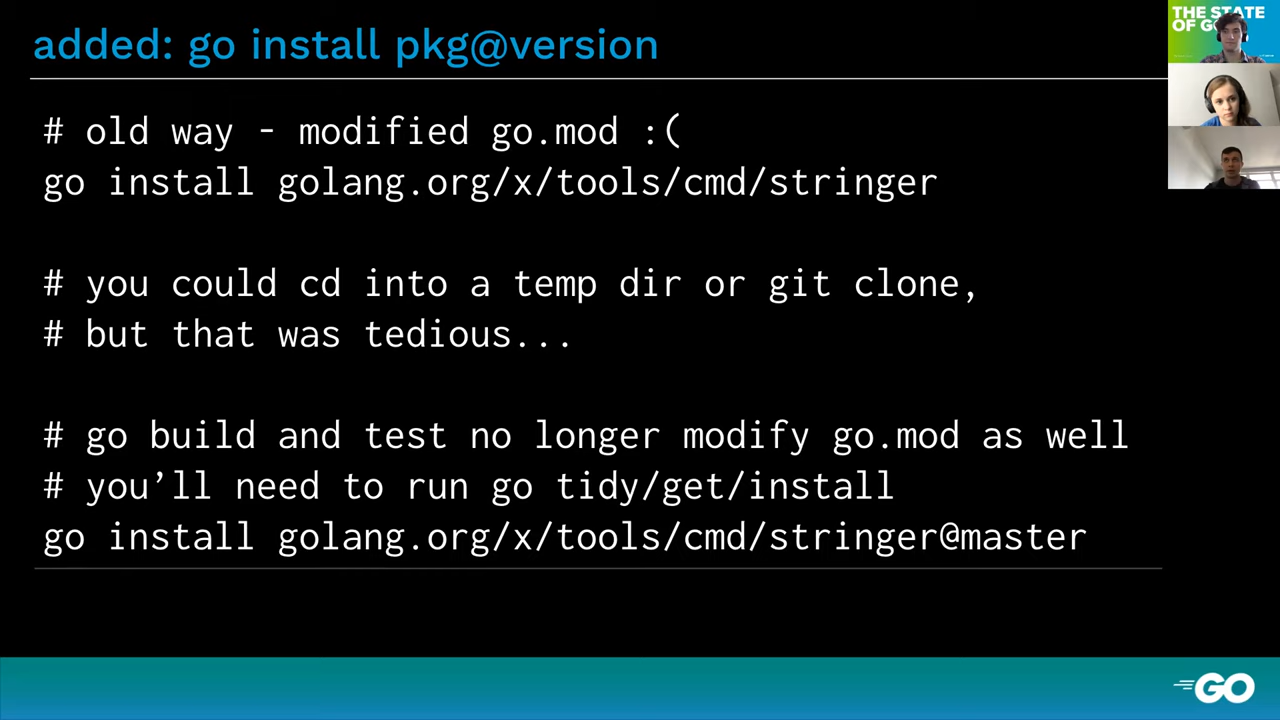 added: go install pkg@version
# old way - modified go.mod :(
go install golang.org/x/tools/cmd/stringer
# you could cd into a temp dir or git clone,
# but that was tedious...
# go build and test no longer modify go.mod as well
# you’ll need to run go tidy/get/install
go install golang.org/x/tools/cmd/stringer@master
THE STATE
OF
GO